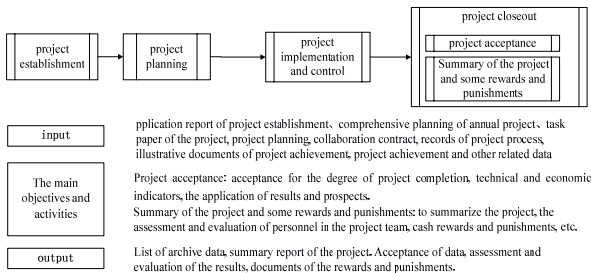 project closeout
project establishment
project planning
project implementation and control
project acceptance
Summary of the project and some rewards and punishments
input
pplication report of project establishment、comprehensive planning of annual project、task
paper of the project, project planning, collaboration contract, records of project process,
illustrative documents of project achievement, project achievement and other related data
The main objectives and activities
Project acceptance: acceptance for the degree of project completion, technical and economic
indicators, the application of results and prospects.
Summary of the project and some rewards and punishments: to summarize the project, the
assessment and evaluation of personnel in the project team, cash rewards and punishments, etc.
output
List of archive data, summary report of the project. Acceptance of data, assessment and
evaluation of the results, documents of the rewards and punishments.